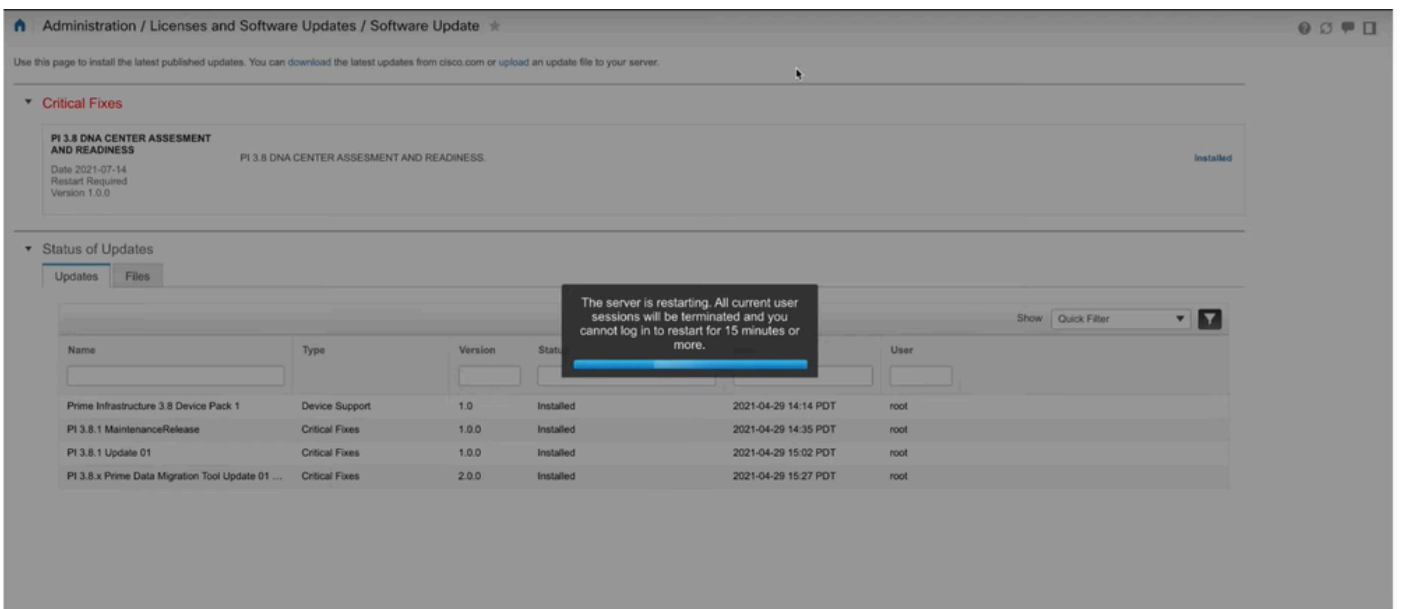 Administration / Licenses and Software Updates / Software Update
Use this page to install the latest published updates. You can download the latest updates from cisco.com or upload an update file to your server.
Critical Fixes
PI 3.8 DNA CENTER ASSESMENT
AND READINESS
Date 2021-07-14
Restart Required
Version 1.0.0
PI 3.8 DNA CENTER ASSESMENT AND READINESS.
Installed
Status of Updates
Updates Files
The server is restarting. All current user
sessions will be terminated and you
cannot log in to restart for 15 minutes or
more.
Show Quick Filter
Name Type Version Status User
Prime Infrastructure 3.8 Device Pack 1 Device Support 1.0 Installed 2021-04-29 14:14 PDT root
PI 3.8.1 MaintenanceRelease Critical Fixes 1.0.0 Installed 2021-04-29 14:35 PDT root
PI 3.8.1 Update 01 Critical Fixes 1.0.0 Installed 2021-04-29 15:02 PDT root
PI 3.8.x Prime Data Migration Tool Update 01 ... Critical Fixes 2.0.0 Installed 2021-04-29 15:27 PDT root